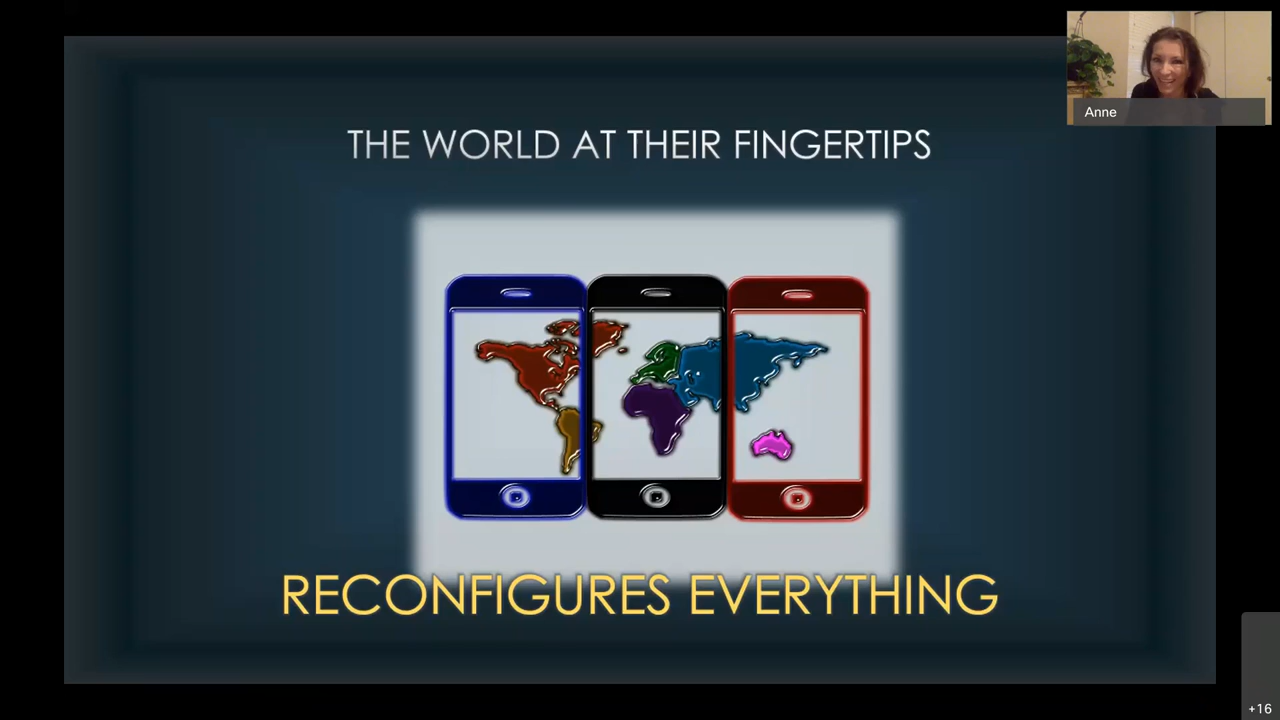 Anne
THE WORLD AT THEIR FINGERTIPS
RECONFIGURES EVERYTHING
+16